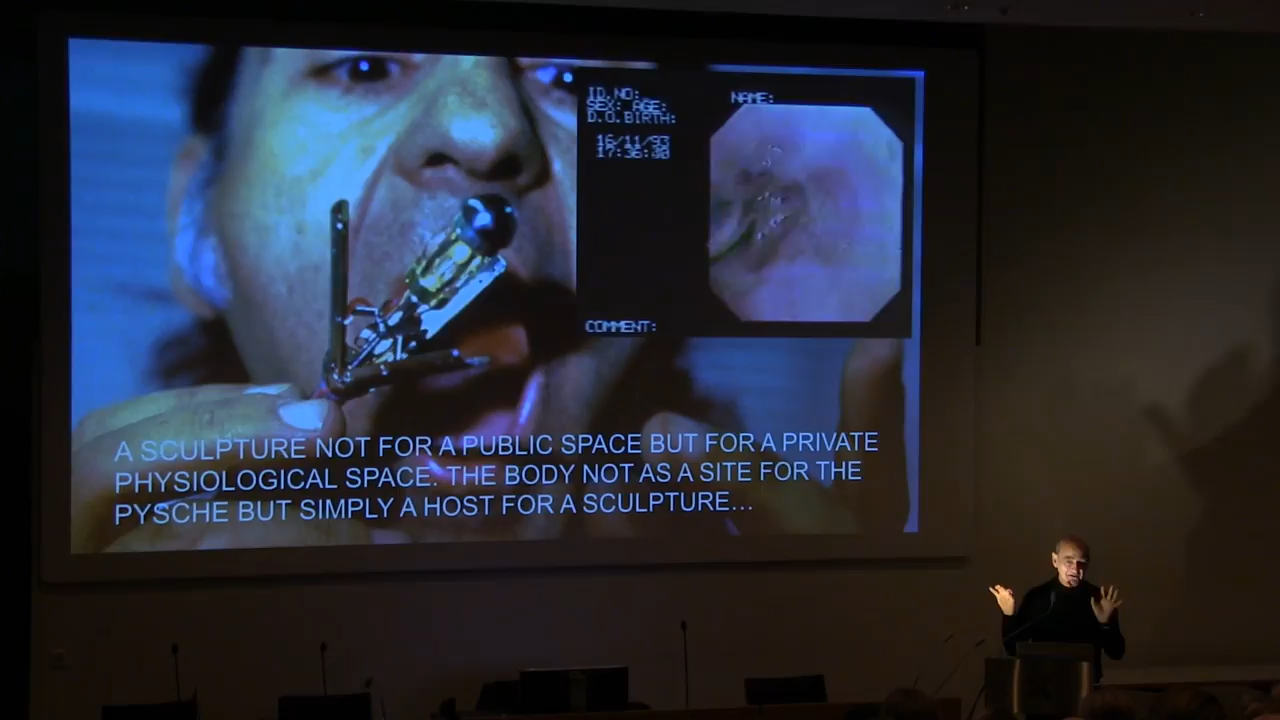 ID.NO:
SEX: AGE:
D.O.BIRTH:
16/11/93
17:36:00
NAME:
COMMENT:
A SCULPTURE NOT FOR A PUBLIC SPACE BUT FOR A PRIVATE
PHYSIOLOGICAL SPACE. THE BODY NOT AS A SITE FOR THE
PYSCHE BUT SIMPLY A HOST FOR A SCULPTURE...